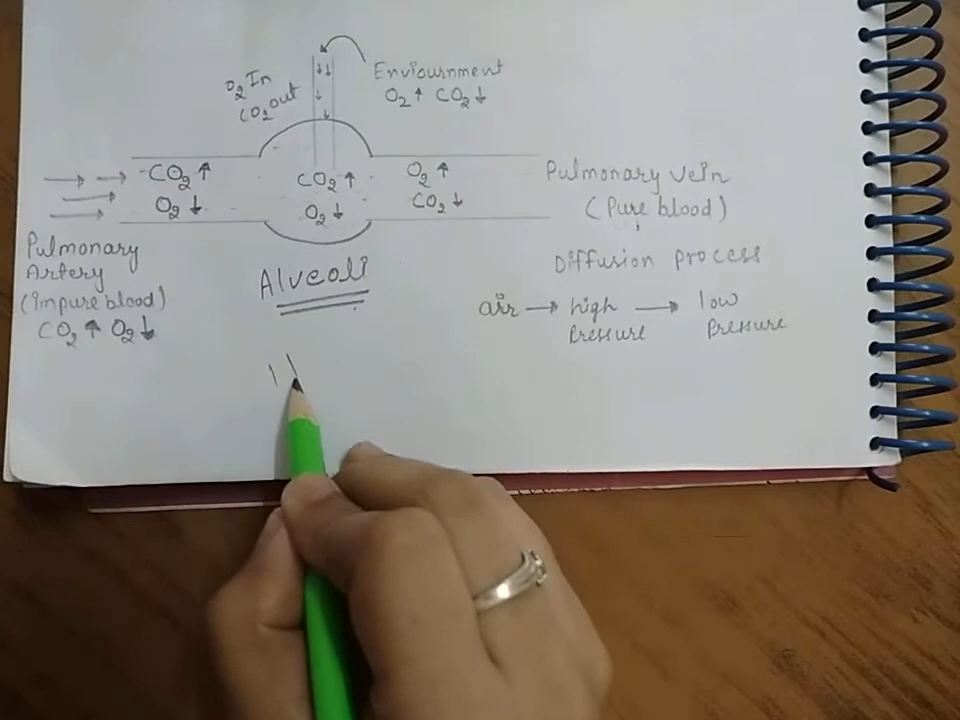 O2 In
CO2 out
Enviournment
O2 ↑ CO2 ↓
CO2 ↑
O2 ↓
CO2 ↑
O2 ↓
O2 ↑
CO2 ↓
Pulmonary vein
(Pure blood)
Pulmonary
Artery
(impure blood)
CO2 ↑ O2 ↓
Alveoli
Diffusion process
air → high pressure → low pressure